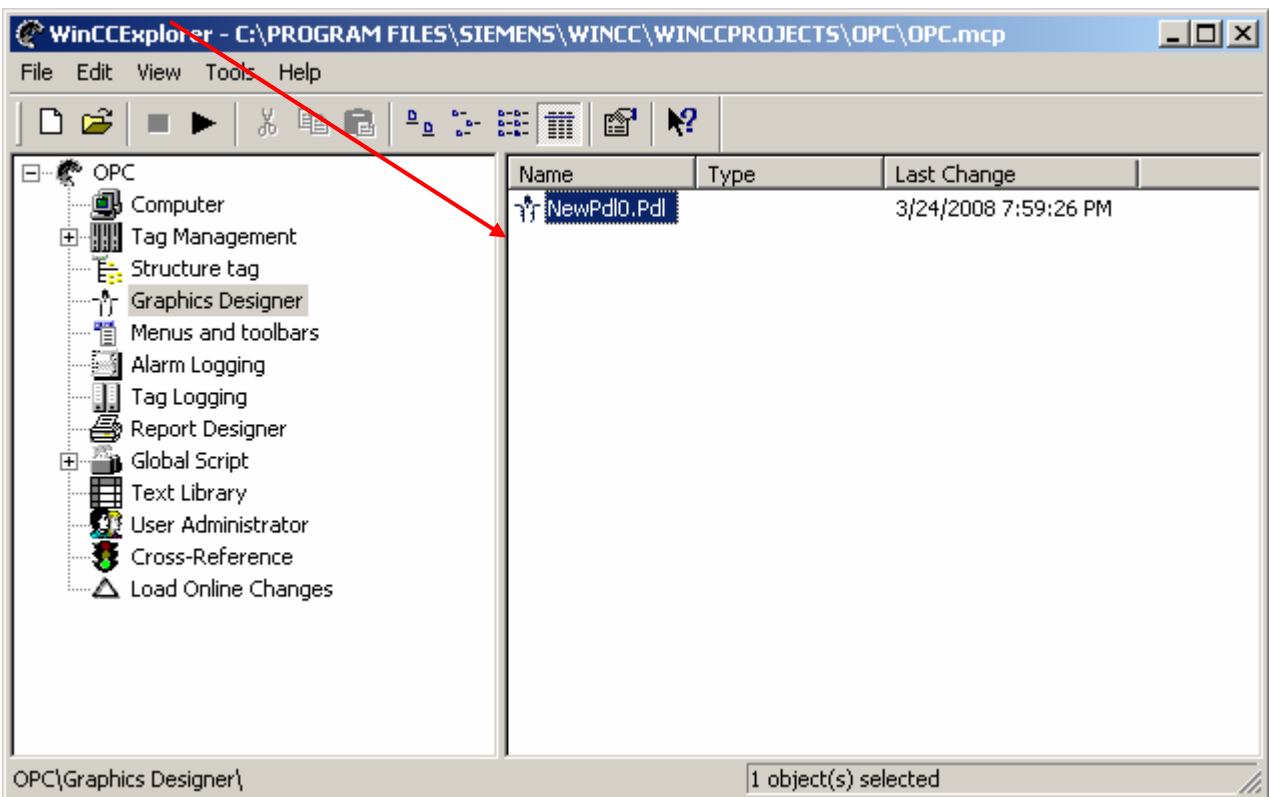 WinCCExplorer - C:\PROGRAM FILES\SIEMENS\WINCC\WINCCPROJECTS\OPC\OPC.mcp
File Edit View Tools Help
OPC
Computer
Tag Management
Structure tag
Graphics Designer
Menus and toolbars
Alarm Logging
Tag Logging
Report Designer
Global Script
Text Library
User Administrator
Cross-Reference
Load Online Changes
Name Type Last Change
NewPdl0.Pdl 3/24/2008 7:59:26 PM
OPC\Graphics Designer\ 1 object(s) selected